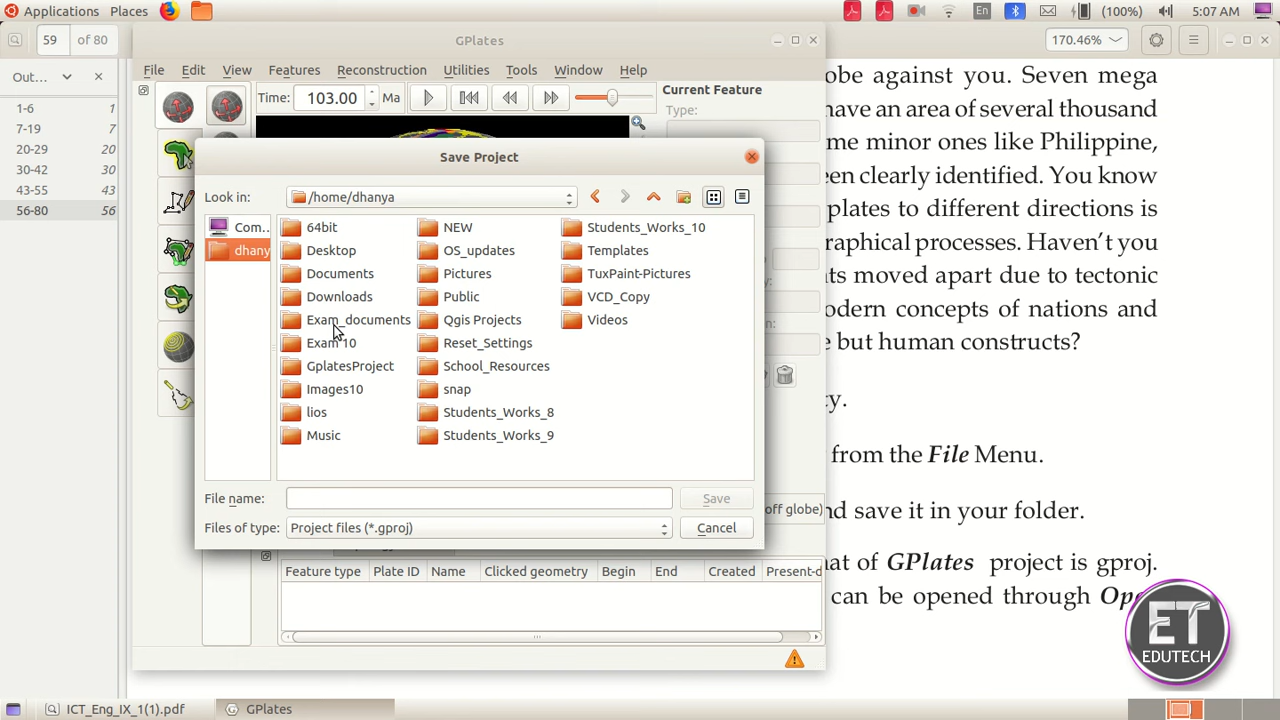 Applications Places En (100%) 5:07 AM
59 of 80 170.46%
Out...
1-6 1
7-19 7
20-29 20
30-42 30
43-55 43
56-80 56
GPlates
File Edit View Features Reconstruction Utilities Tools Window Help
Time: 103.00 Ma
Current Feature
Type:
Save Project
Look in: /home/dhanya
Com...
dhany
64bit
Desktop
Documents
Downloads
Exam_documents
Exam10
GplatesProject
Images10
lios
Music
NEW
OS_updates
Pictures
Public
Qgis Projects
Reset_Settings
School_Resources
snap
Students_Works_8
Students_Works_9
Students_Works_10
Templates
TuxPaint-Pictures
VCD_Copy
Videos
File name: Save
Files of type: Project files (*.gproj) Cancel
off globe)
Feature type Plate ID Name Clicked geometry Begin End Created Present-d
obe against you. Seven mega
have an area of several thousand
me minor ones like Philippine,
en clearly identified. You know
plates to different directions is
raphical processes. Haven't you
nts moved apart due to tectonic
odern concepts of nations and
e but human constructs?
ty.
from the File Menu.
nd save it in your folder.
at of GPlates project is gproj.
can be opened through Ope
ET
EDUTECH
ICT_Eng_IX_1(1).pdf GPlates